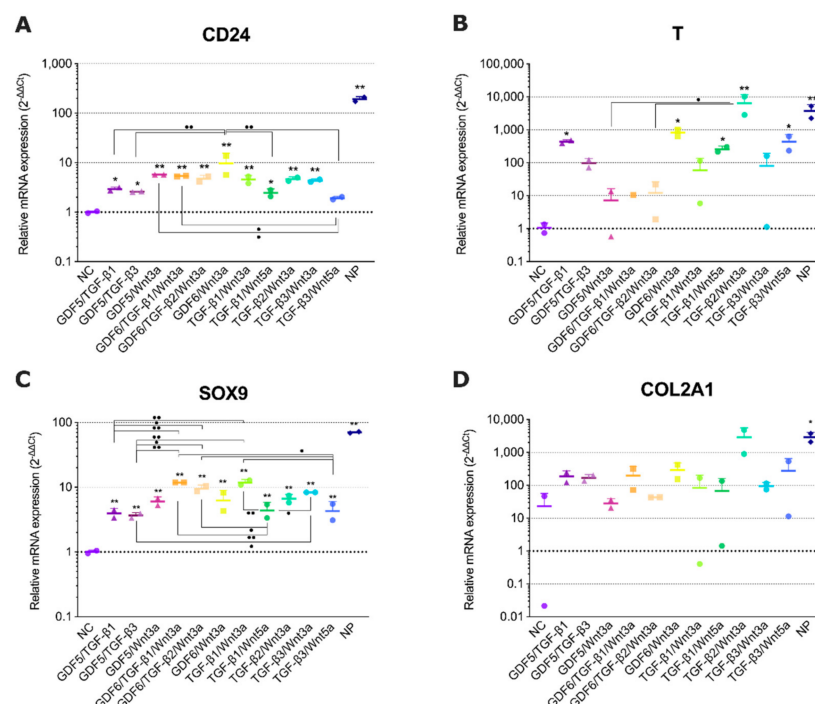 A
CD24
Relative mRNA expression (2-ΔΔCt)
1,000
100
10
1
0.1
NC
GDF5/TGF-β1
GDF5/TGF-β3
GDF5/Wnt3a
GDF6/TGF-β1/Wnt3a
GDF6/TGF-β2/Wnt3a
GDF6/Wnt3a
TGF-β1/Wnt3a
TGF-β1/Wnt5a
TGF-β2/Wnt3a
TGF-β3/Wnt3a
TGF-β3/Wnt5a
NP
B
T
Relative mRNA expression (2-ΔΔCt)
100,000
10,000
1,000
100
10
1
0.1
NC
GDF5/TGF-β1
GDF5/TGF-β3
GDF5/Wnt3a
GDF6/TGF-β1/Wnt3a
GDF6/TGF-β2/Wnt3a
GDF6/Wnt3a
TGF-β1/Wnt3a
TGF-β1/Wnt5a
TGF-β2/Wnt3a
TGF-β3/Wnt3a
TGF-β3/Wnt5a
NP
C
SOX9
Relative mRNA expression (2-ΔΔCt)
100
10
1
0.1
NC
GDF5/TGF-β1
GDF5/TGF-β3
GDF5/Wnt3a
GDF6/TGF-β1/Wnt3a
GDF6/TGF-β2/Wnt3a
GDF6/Wnt3a
TGF-β1/Wnt3a
TGF-β1/Wnt5a
TGF-β2/Wnt3a
TGF-β3/Wnt3a
TGF-β3/Wnt5a
NP
D
COL2A1
Relative mRNA expression (2-ΔΔCt)
10,000
1,000
100
10
1
0.1
0.01
NC
GDF5/TGF-β1
GDF5/TGF-β3
GDF5/Wnt3a
GDF6/TGF-β1/Wnt3a
GDF6/TGF-β2/Wnt3a
GDF6/Wnt3a
TGF-β1/Wnt3a
TGF-β1/Wnt5a
TGF-β2/Wnt3a
TGF-β3/Wnt3a
TGF-β3/Wnt5a
NP